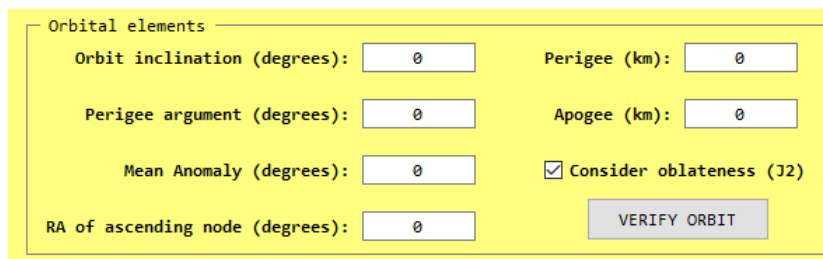 Orbital elements
Orbit inclination (degrees): 0 Perigee (km): 0
Perigee argument (degrees): 0 Apogee (km): 0
Mean Anomaly (degrees): 0 Consider oblateness (J2)
RA of ascending node (degrees): 0 VERIFY ORBIT